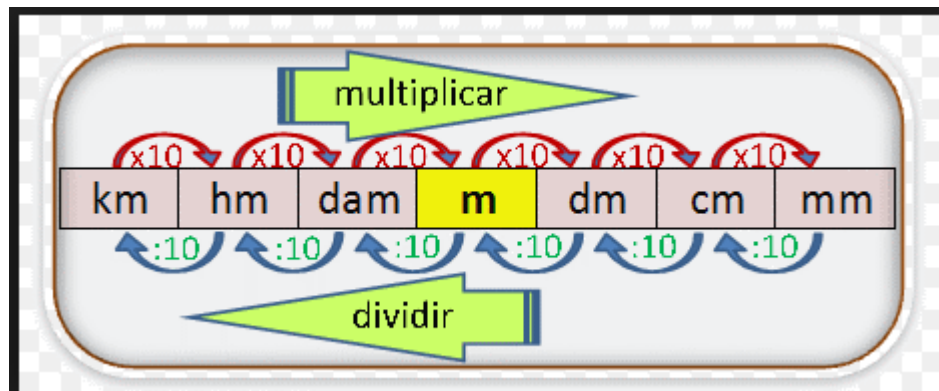 multiplicar
x10 x10 x10 x10 x10 x10
km hm dam m dm cm mm
:10 :10 :10 :10 :10 :10
dividir